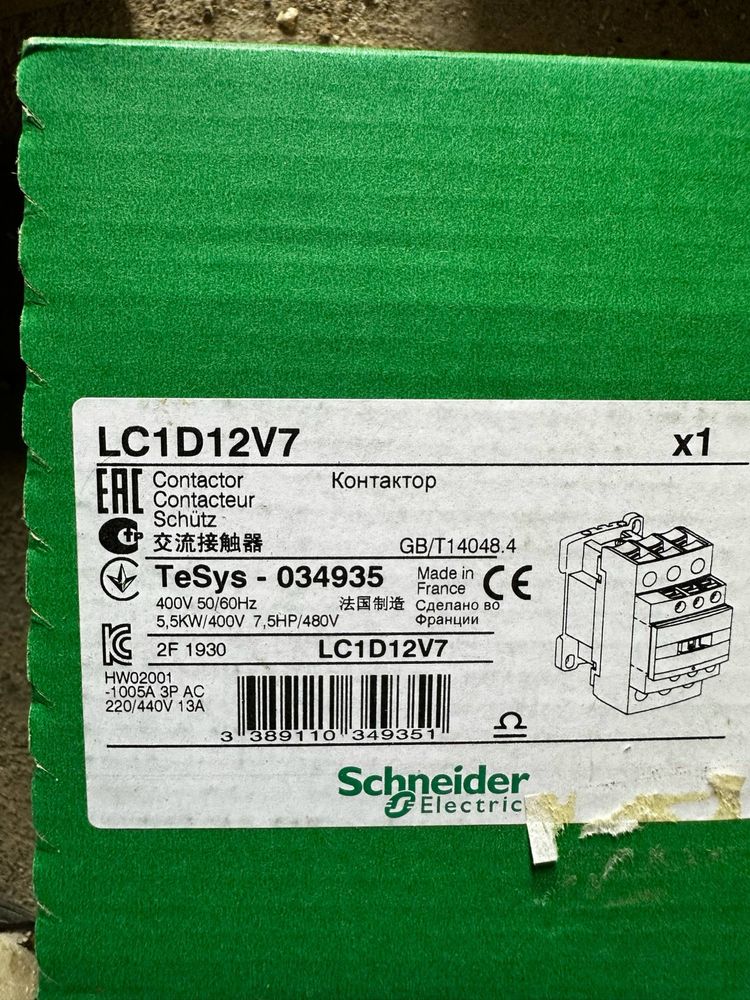 LC1D12V7 x1
EAC Contactor Контактор
Contacteur
Schütz
交流接触器 GB/T14048.4
TeSys - 034935 Made in France CE
400V 50/60Hz 法国制造 Сделано во Франции
5,5KW/400V 7,5HP/480V
2F 1930 LC1D12V7
HW02001
-1005A 3P AC
220/440V 13A
3 389110 349351
Schneider
Electric